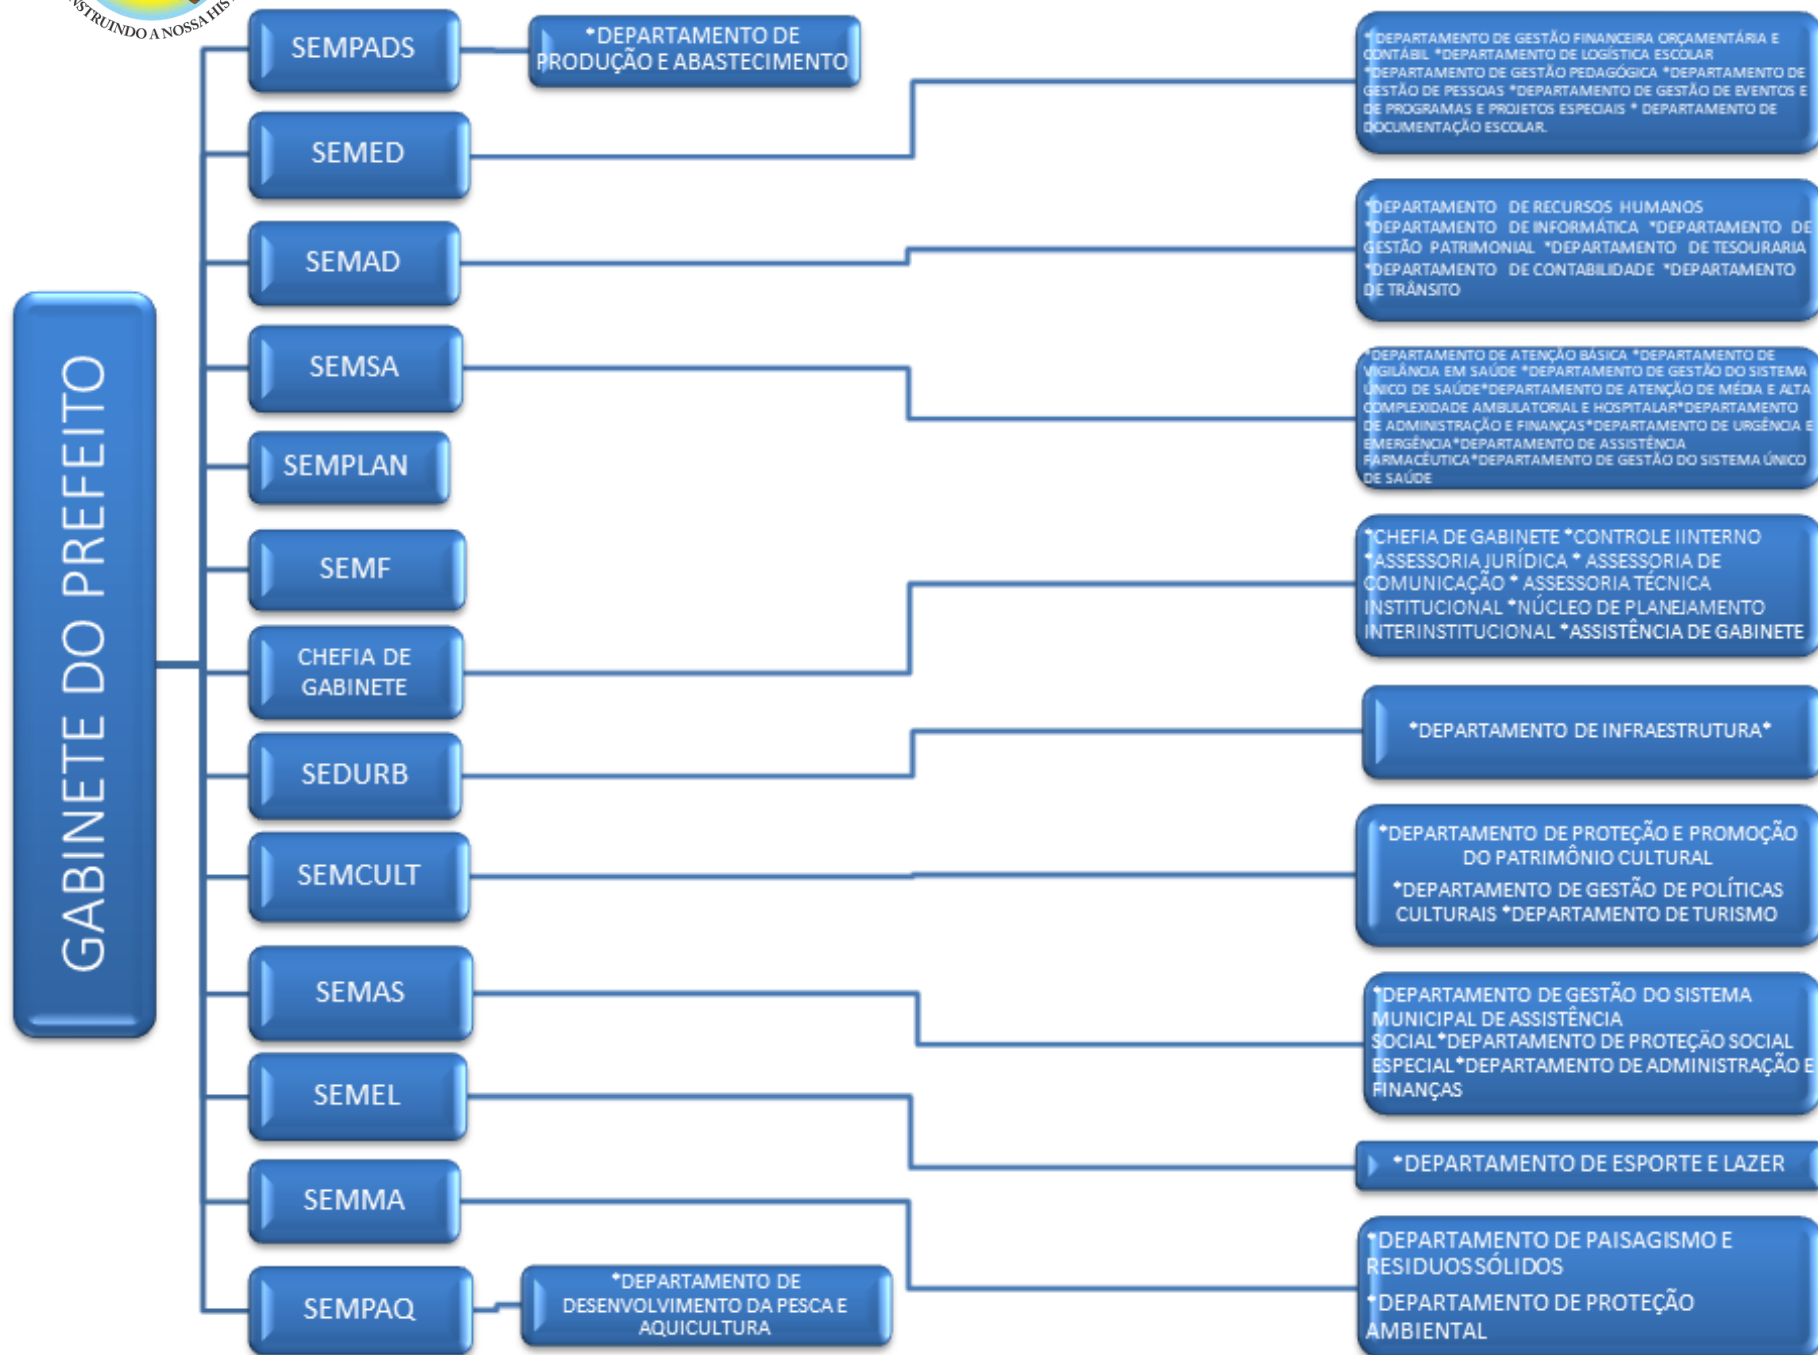 NSTRUINDO A NOSSA HIS
GABINETE DO PREFEITO
SEMPADS
*DEPARTAMENTO DE
PRODUÇÃO E ABASTECIMENTO
SEMED
* DEPARTAMENTO DE GESTÃO FINANCEIRA ORÇAMENTÁRIA E
CONTÁBIL *DEPARTAMENTO DE LOGÍSTICA ESCOLAR
*DEPARTAMENTO DE GESTÃO PEDAGÓGICA *DEPARTAMENTO DE
GESTÃO DE PESSOAS *DEPARTAMENTO DE GESTÃO DE EVENTOS E
DE PROGRAMAS E PROJETOS ESPECIAIS * DEPARTAMENTO DE
DOCUMENTAÇÃO ESCOLAR.
SEMAD
*DEPARTAMENTO DE RECURSOS HUMANOS
*DEPARTAMENTO DE INFORMÁTICA *DEPARTAMENTO DE
GESTÃO PATRIMONIAL *DEPARTAMENTO DE TESOURARIA
*DEPARTAMENTO DE CONTABILIDADE *DEPARTAMENTO
DE TRÂNSITO
SEMSA
*DEPARTAMENTO DE ATENÇÃO BÁSICA *DEPARTAMENTO DE
VIGILÂNCIA EM SAÚDE *DEPARTAMENTO DE GESTÃO DO SISTEMA
ÚNICO DE SAÚDE*DEPARTAMENTO DE ATENÇÃO DE MÉDIA E ALTA
COMPLEXIDADE AMBULATORIAL E HOSPITALAR*DEPARTAMENTO
DE ADMINISTRAÇÃO E FINANÇAS*DEPARTAMENTO DE URGÊNCIA E
EMERGÊNCIA*DEPARTAMENTO DE ASSISTÊNCIA
FARMACÊUTICA*DEPARTAMENTO DE GESTÃO DO SISTEMA ÚNICO
DE SAÚDE
SEMPLAN
SEMF
CHEFIA DE
GABINETE
*CHEFIA DE GABINETE *CONTROLE IINTERNO
*ASSESSORIA JURÍDICA * ASSESSORIA DE
COMUNICAÇÃO * ASSESSORIA TÉCNICA
INSTITUCIONAL *NÚCLEO DE PLANEJAMENTO
INTERINSTITUCIONAL *ASSISTÊNCIA DE GABINETE
SEDURB
*DEPARTAMENTO DE INFRAESTRUTURA*
SEMCULT
*DEPARTAMENTO DE PROTEÇÃO E PROMOÇÃO
DO PATRIMÔNIO CULTURAL
*DEPARTAMENTO DE GESTÃO DE POLÍTICAS
CULTURAIS *DEPARTAMENTO DE TURISMO
SEMAS
*DEPARTAMENTO DE GESTÃO DO SISTEMA
MUNICIPAL DE ASSISTÊNCIA
SOCIAL*DEPARTAMENTO DE PROTEÇÃO SOCIAL
ESPECIAL*DEPARTAMENTO DE ADMINISTRAÇÃO E
FINANÇAS
SEMEL
*DEPARTAMENTO DE ESPORTE E LAZER
SEMMA
*DEPARTAMENTO DE PAISAGISMO E
RESIDUOS SÓLIDOS
*DEPARTAMENTO DE PROTEÇÃO
AMBIENTAL
SEMPAQ
*DEPARTAMENTO DE
DESENVOLVIMENTO DA PESCA E
AQUICULTURA